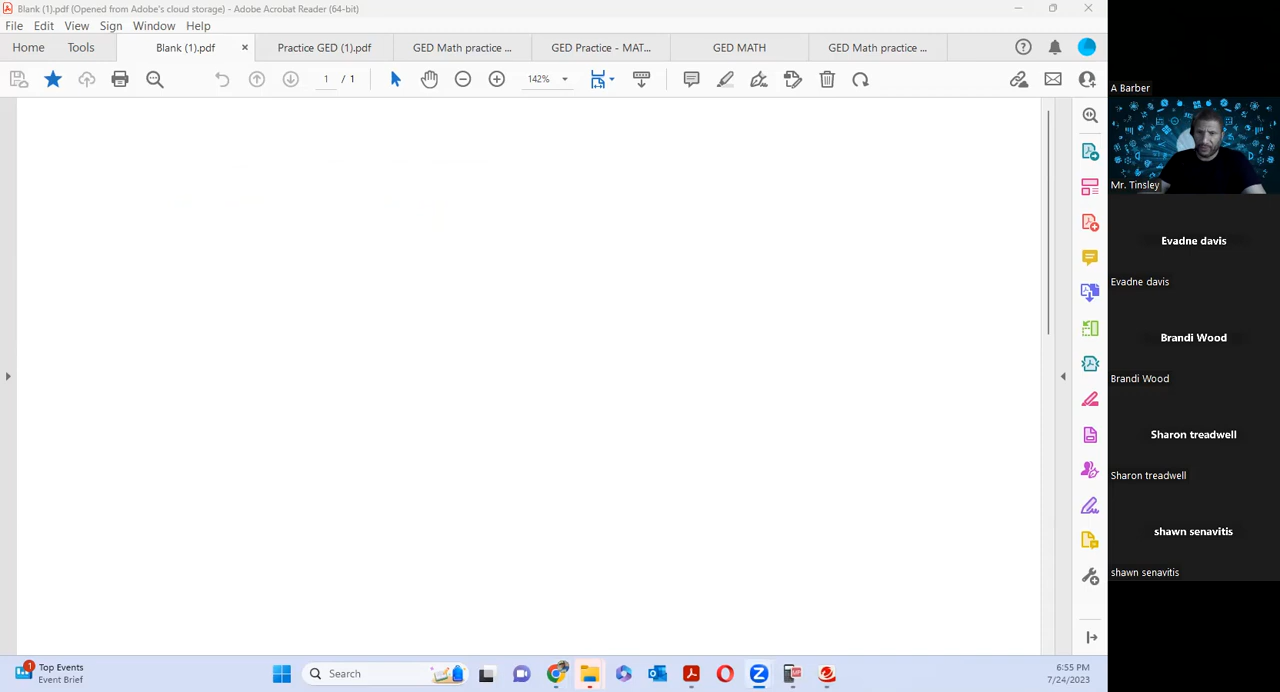 Blank (1).pdf (Opened from Adobe's cloud storage) - Adobe Acrobat Reader (64-bit)
File Edit View Sign Window Help
Home Tools Blank (1).pdf Practice GED (1).pdf GED Math practice ... GED Practice - MAT... GED MATH GED Math practice ...
1 / 1 142%
A Barber
Mr. Tinsley
Evadne davis
Evadne davis
Brandi Wood
Brandi Wood
Sharon treadwell
Sharon treadwell
shawn senavitis
shawn senavitis
1 Top Events
Event Brief
Search
6:55 PM
7/24/2023